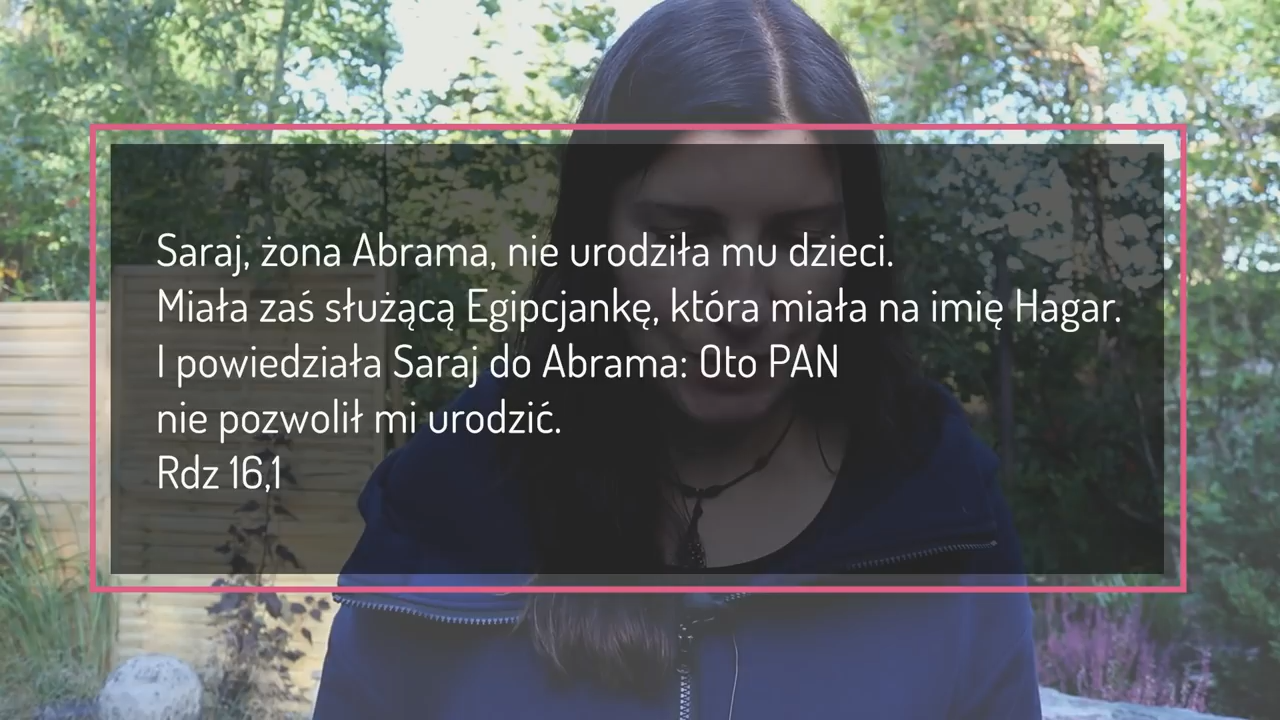 Saraj, żona Abrama, nie urodziła mu dzieci.
Miała zaś służącą Egipcjankę, która miała na imię Hagar.
I powiedziała Saraj do Abrama: Oto PAN
nie pozwolił mi urodzić.
Rdz 16,1